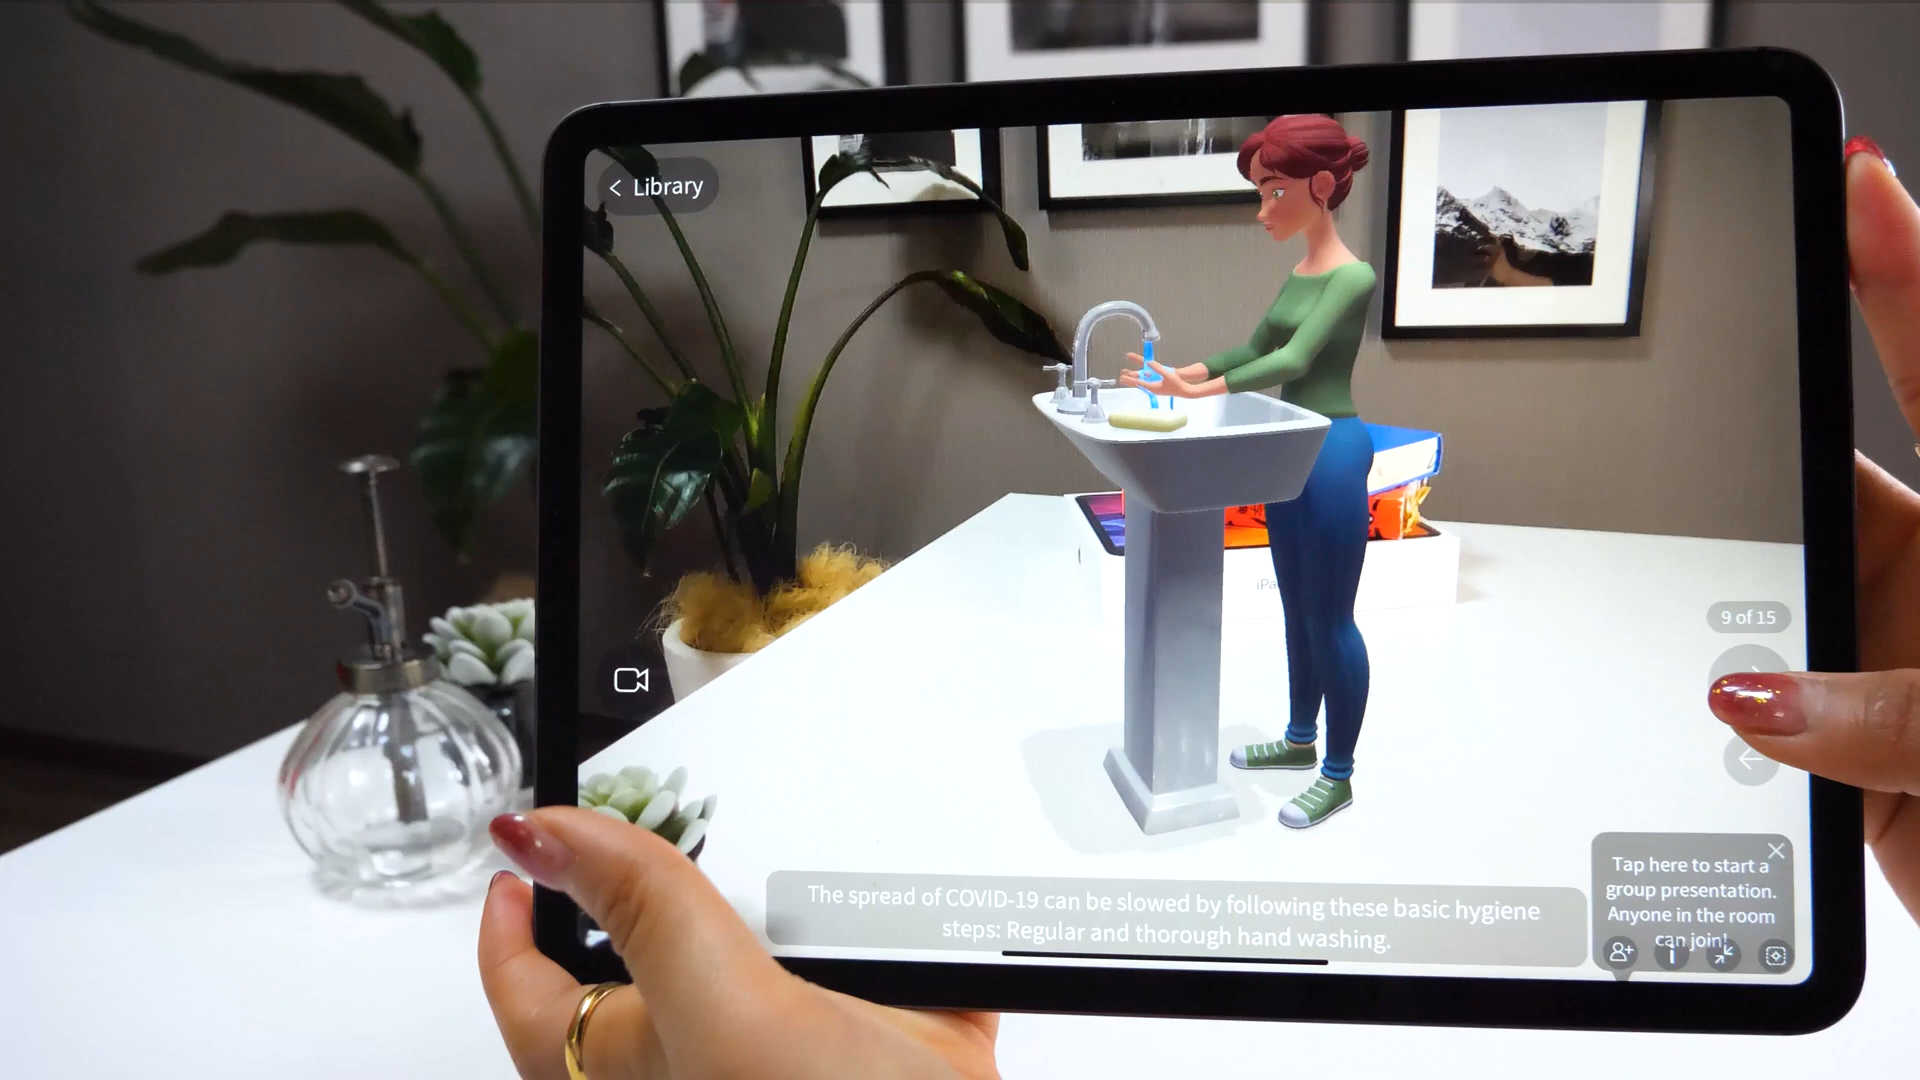 Library
9 of 15
Tap here to start a
group presentation.
Anyone in the room
can join!
The spread of COVID-19 can be slowed by following these basic hygiene
steps: Regular and thorough hand washing.